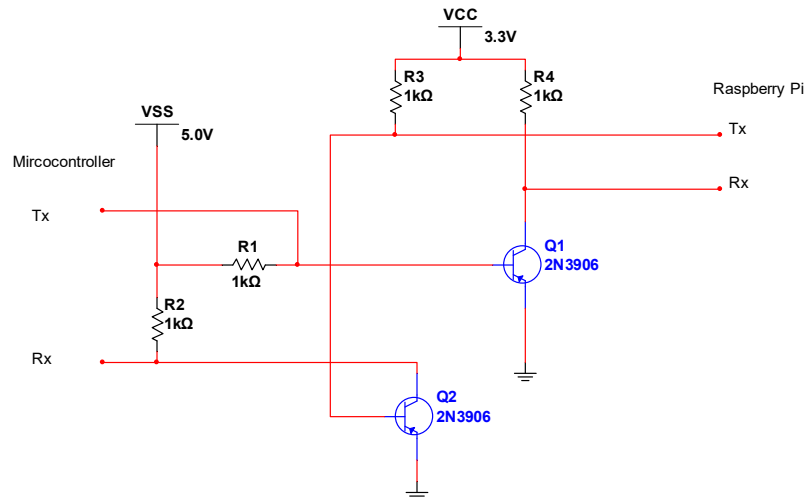 VCC
3.3V
R3
1kΩ
R4
1kΩ
Raspberry Pi
VSS
5.0V
Tx
Mircocontroller
Rx
Tx
R1
1kΩ
Q1
2N3906
R2
1kΩ
Rx
Q2
2N3906